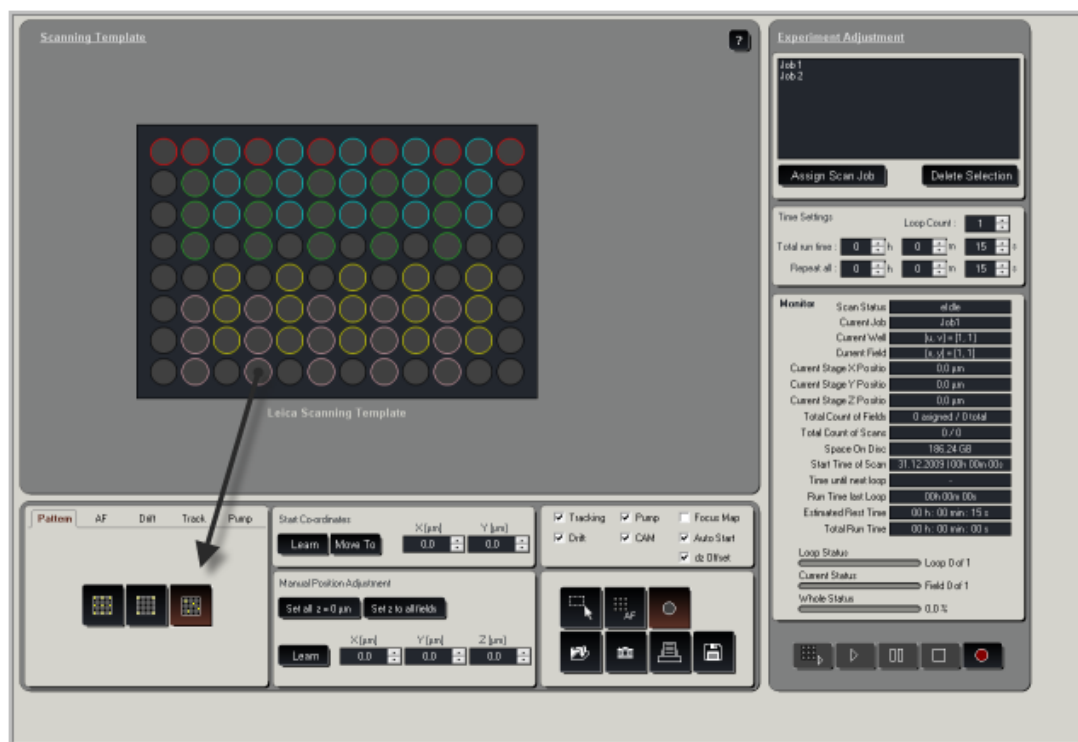 Scanning Template
?
Leica Scanning Template
Experiment Adjustment
Job1
Job2
Assign Scan Job
Delete Selection
Time Settings
Loop Count : 1
Total run time : 0 h 0 m 15 s
Repeat all : 0 h 0 m 15 s
Monitor
Scan Status eIdle
Current Job Job1
Current Well [u, v] = [1, 1]
Current Field [x, y] = [1, 1]
Current Stage X Positio 0,0 µm
Current Stage Y Positio 0,0 µm
Current Stage Z Positio 0,0 µm
Total Count of Fields 0 asigned / 0 total
Total Count of Scans 0 / 0
Space On Disc 186.24 GB
Start Time of Scan 31.12.2009 | 00h 00m 00s
Time until next loop -
Run Time last Loop 00h 00m 00s
Estimated Rest Time 00 h: 00 min: 15 s
Total Run Time 00 h: 00 min: 00 s
Loop Status
Loop 0 of 1
Current Status
Field 0 of 1
Whole Status
0.0 %
Pattern AF Drift Track. Pump
Start Co-ordinates
X [µm] Y [µm]
Learn Move To 0.0 0.0
Manual Position Adjustment
Set all z = 0 µm Set z to all fields
X [µm] Y [µm] Z [µm]
Learn 0.0 0.0 0.0
Tracking Pump Focus Map
Drift CAM Auto Start
dz Offset
AF